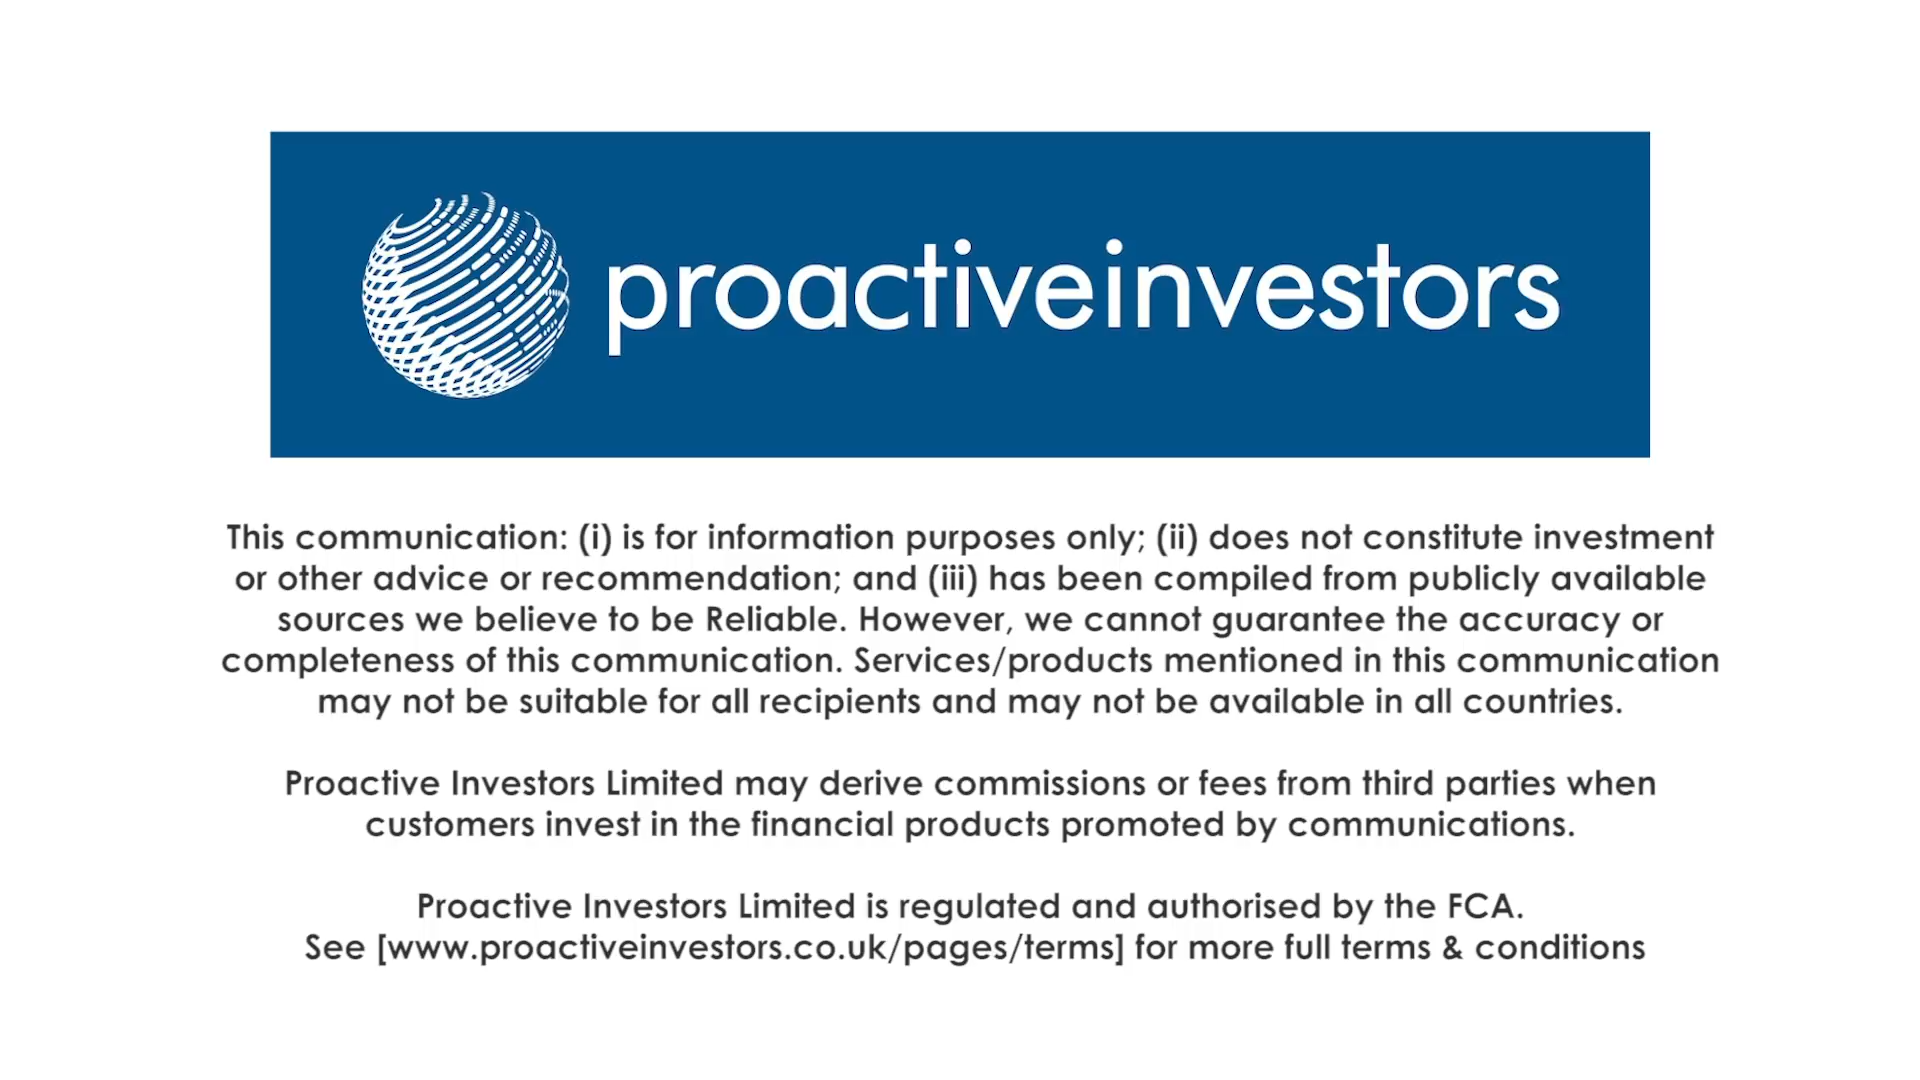 proactiveinvestors
This communication: (i) is for information purposes only; (ii) does not constitute investment
or other advice or recommendation; and (iii) has been compiled from publicly available
sources we believe to be Reliable. However, we cannot guarantee the accuracy or
completeness of this communication. Services/products mentioned in this communication
may not be suitable for all recipients and may not be available in all countries.
Proactive Investors Limited may derive commissions or fees from third parties when
customers invest in the financial products promoted by communications.
Proactive Investors Limited is regulated and authorised by the FCA.
See [www.proactiveinvestors.co.uk/pages/terms] for more full terms & conditions